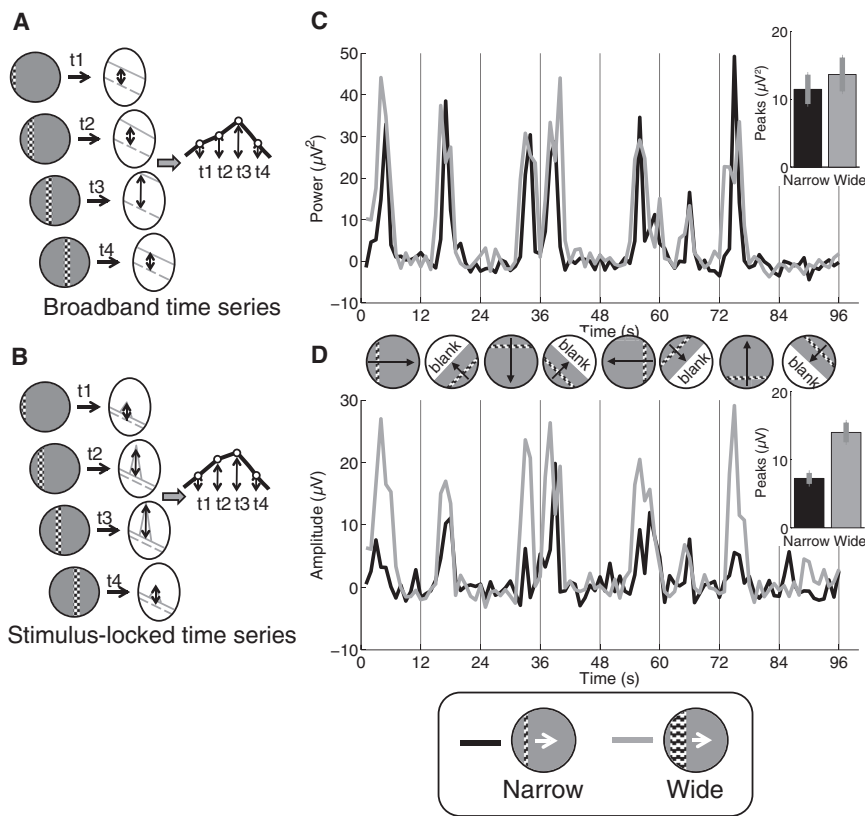 A
t1
t2
t3
t4
t1 t2 t3 t4
Broadband time series
B
t1
t2
t3
t4
t1 t2 t3 t4
Stimulus-locked time series
C
Power (µV²)
50
40
30
20
10
0
−10
0 12 24 36 48 60 72 84 96
Time (s)
Peaks (µV²)
20
10
0
Narrow Wide
D
blank
blank
blank
blank
Amplitude (µV)
30
20
10
0
−10
0 12 24 36 48 60 72 84 96
Time (s)
Peaks (µV)
20
10
0
Narrow Wide
Narrow
Wide